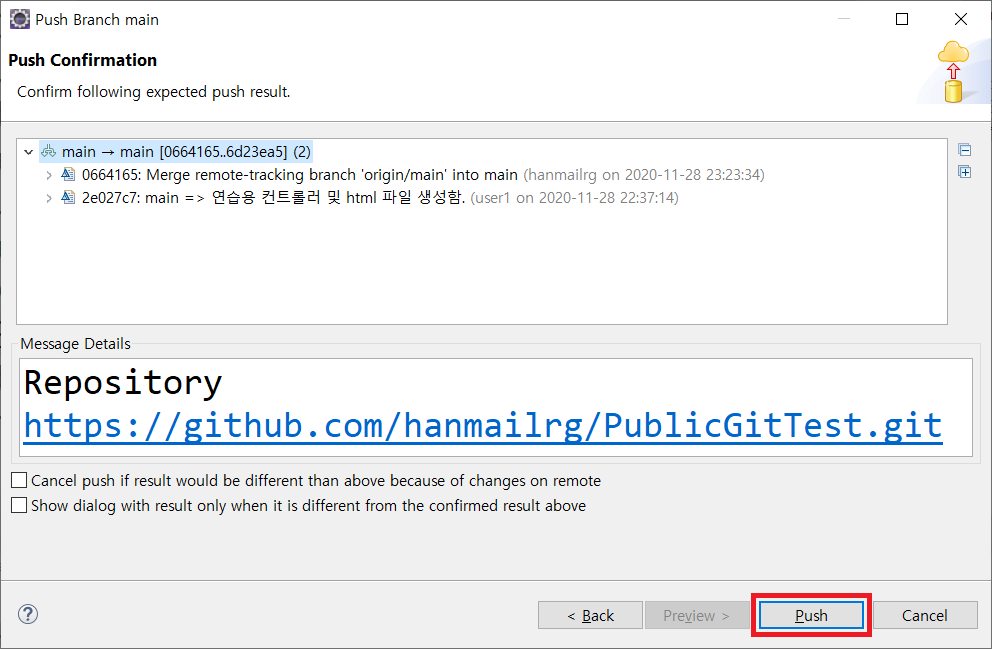 Push Branch main
Push Confirmation
Confirm following expected push result.
main → main [0664165..6d23ea5] (2)
0664165: Merge remote-tracking branch 'origin/main' into main (hanmailrg on 2020-11-28 23:23:34)
2e027c7: main => 연습용 컨트롤러 및 html 파일 생성함. (user1 on 2020-11-28 22:37:14)
Message Details
Repository
https://github.com/hanmailrg/PublicGitTest.git
Cancel push if result would be different than above because of changes on remote
Show dialog with result only when it is different from the confirmed result above
? < Back Preview > Push Cancel